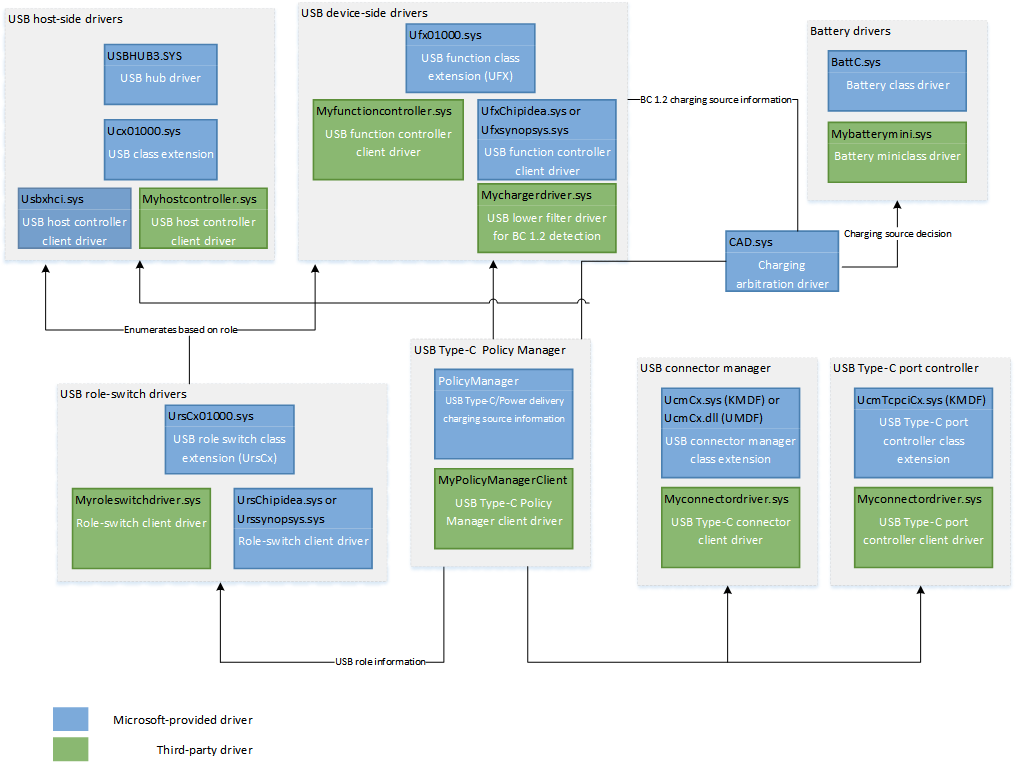 USB host-side drivers
USBHUB3.SYS
USB hub driver
Ucx01000.sys
USB class extension
Usbxhci.sys
USB host controller
client driver
Myhostcontroller.sys
USB host controller
client driver
USB device-side drivers
Ufx01000.sys
USB function class
extension (UFX)
Myfunctioncontroller.sys
USB function controller
client driver
UfxChipidea.sys or
Ufxsynopsys.sys
USB function controller
client driver
Mychargerdriver.sys
USB lower filter driver
for BC 1.2 detection
BC 1.2 charging source information
Battery drivers
BattC.sys
Battery class driver
Mybatterymini.sys
Battery miniclass driver
Charging source decision
CAD.sys
Charging
arbitration driver
Enumerates based on role
USB role-switch drivers
UrsCx01000.sys
USB role switch class
extension (UrsCx)
Myroleswitchdriver.sys
Role-switch client driver
UrsChipidea.sys or
Urssynopsys.sys
Role-switch client driver
USB Type-C  Policy Manager
PolicyManager
USB Type-C/Power delivery
charging source information
MyPolicyManagerClient
USB Type-C Policy
Manager client driver
USB connector manager
UcmCx.sys (KMDF) or
UcmCx.dll (UMDF)
USB connector manager
class extension
Myconnectordriver.sys
USB Type-C connector
client driver
USB Type-C port controller
UcmTcpciCx.sys (KMDF)
USB Type-C port
controller class
extension
Myconnectordriver.sys
USB Type-C port
controller client driver
USB role information
Microsoft-provided driver
Third-party driver